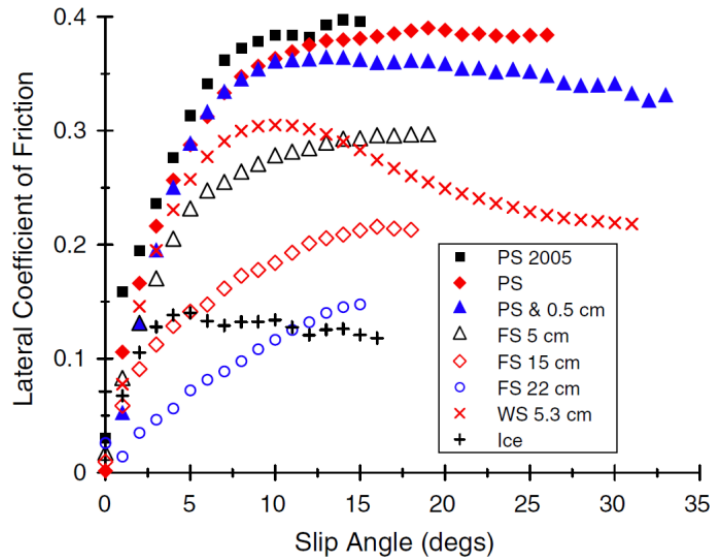 Lateral Coefficient of Friction
0.4
0.3
0.2
0.1
0
PS 2005
PS
PS & 0.5 cm
FS 5 cm
FS 15 cm
FS 22 cm
WS 5.3 cm
Ice
0 5 10 15 20 25 30 35
Slip Angle (degs)